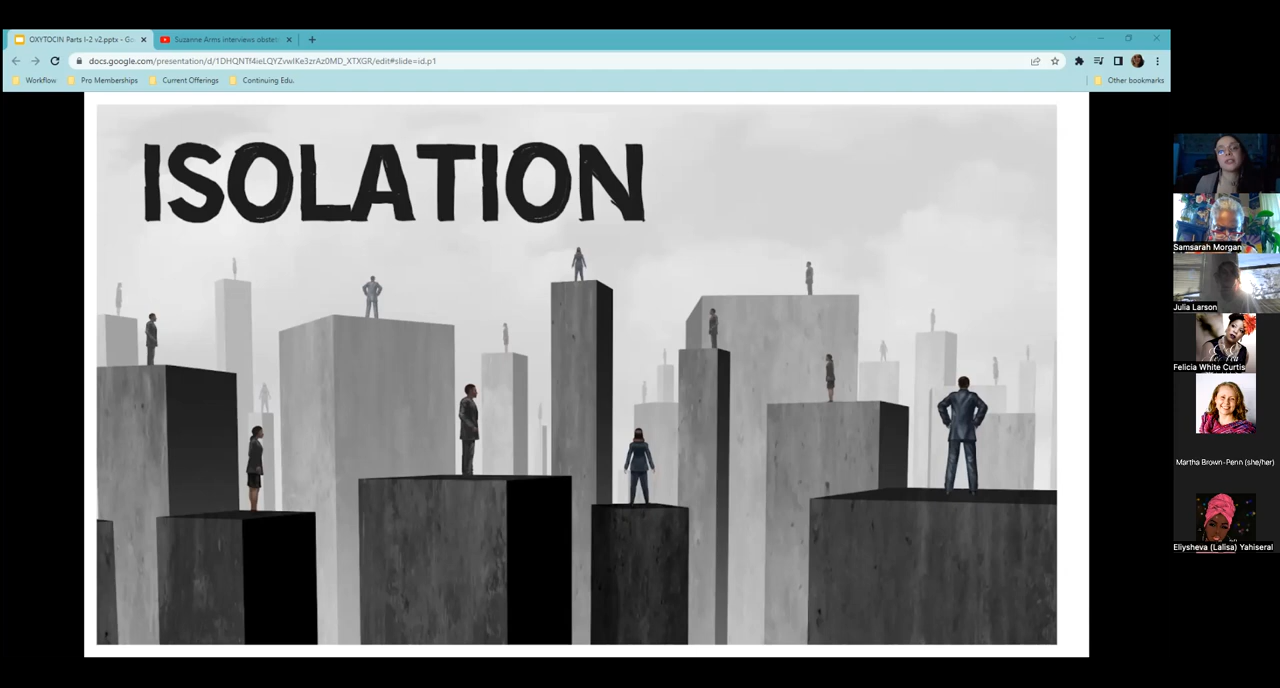 OXYTOCIN Parts I-2 v2.pptx - Go
Suzanne Arms interviews obste
docs.google.com/presentation/d/1DHQNTf4ieLQYZvwIKe3zrAz0MD_XTXGR/edit#slide=id.p1
Workflow
Pro Memberships
Current Offerings
Continuing Edu.
Other bookmarks
ISOLATION
Samsarah Morgan
Julia Larson
Felicia White Curtis
Martha Brown-Penn (she/her)
Eliysheva (Lalisa) Yahiseral